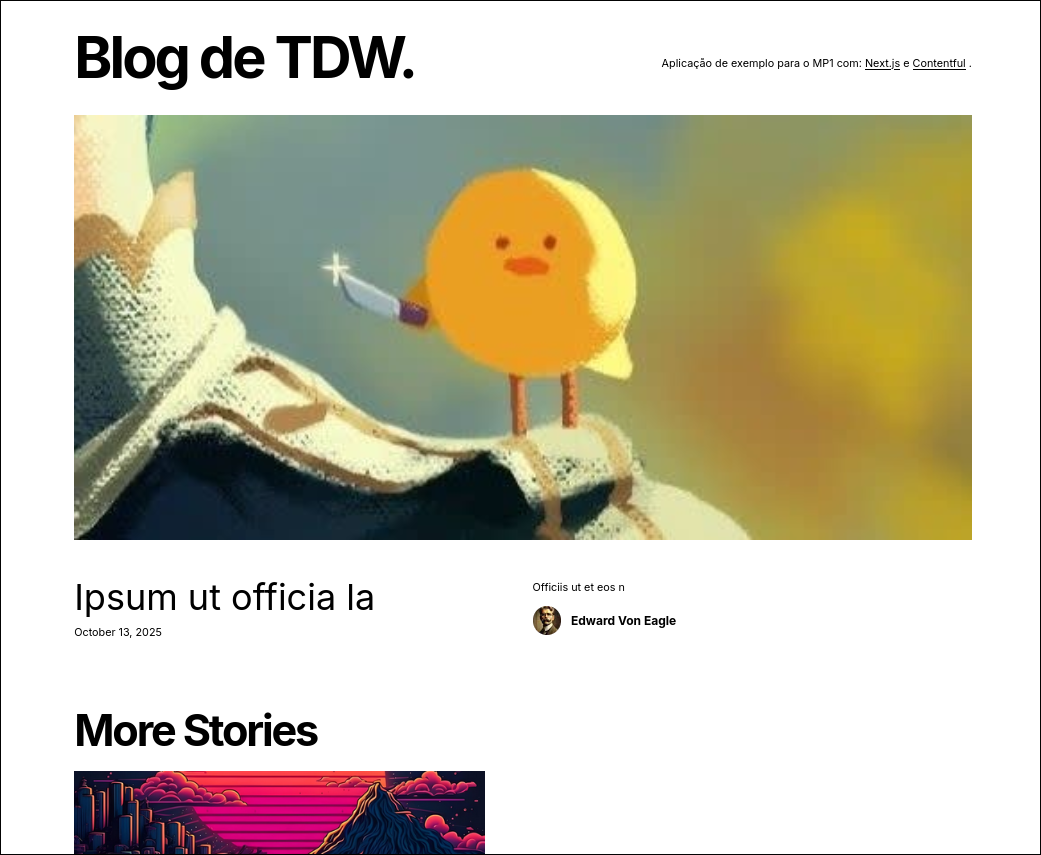 Blog de TDW.
Aplicação de exemplo para o MP1 com: Next.js e Contentful .
Ipsum ut officia la
October 13, 2025
Officiis ut et eos n
Edward Von Eagle
More Stories